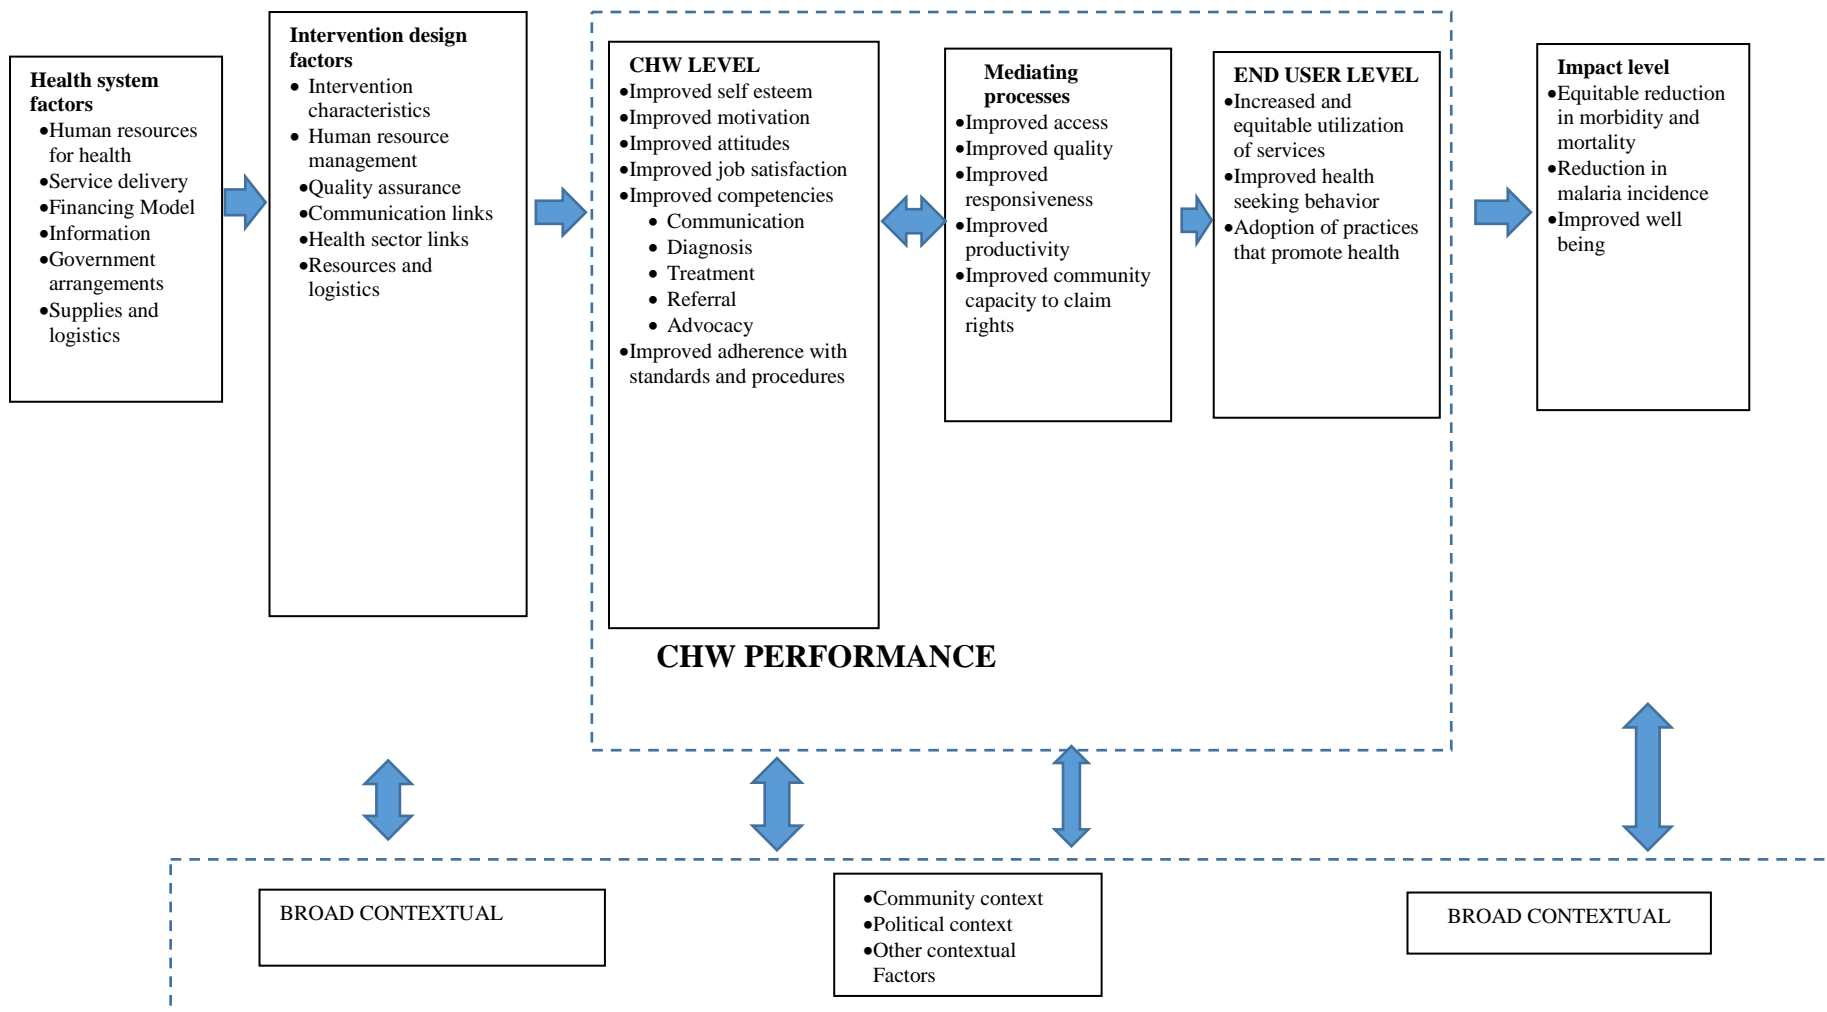 Health system
factors
•Human resources
for health
•Service delivery
•Financing Model
•Information
•Government
arrangements
•Supplies and
logistics
Intervention design
factors
• Intervention
characteristics
• Human resource
management
•Quality assurance
•Communication links
•Health sector links
•Resources and
logistics
CHW LEVEL
•Improved self esteem
•Improved motivation
•Improved attitudes
•Improved job satisfaction
•Improved competencies
• Communication
• Diagnosis
• Treatment
• Referral
• Advocacy
•Improved adherence with
standards and procedures
Mediating
processes
•Improved access
•Improved quality
•Improved
responsiveness
•Improved
productivity
•Improved community
capacity to claim
rights
END USER LEVEL
•Increased and
equitable utilization
of services
•Improved health
seeking behavior
•Adoption of practices
that promote health
Impact level
•Equitable reduction
in morbidity and
mortality
•Reduction in
malaria incidence
•Improved well
being
CHW PERFORMANCE
BROAD CONTEXTUAL
•Community context
•Political context
•Other contextual
Factors
BROAD CONTEXTUAL